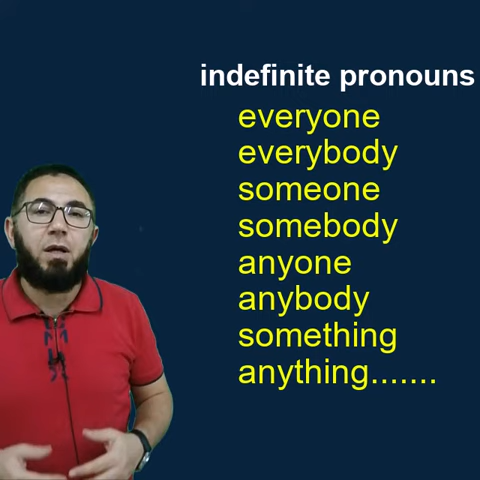 indefinite pronouns
everyone
everybody
someone
somebody
anyone
anybody
something
anything.......